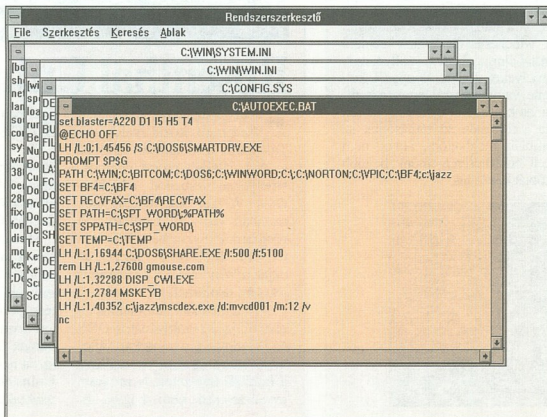 Rendszerszerkesztő
File Szerkesztés Keresés Ablak
C:\WIN\SYSTEM.INI
C:\WIN\WIN.INI
C:\CONFIG.SYS
C:\AUTOEXEC.BAT
set blaster=A220 D1 I5 H5 T4
@ECHO OFF
LH /L:0;1,45456 /S C:\DOS6\SMARTDRV.EXE
PROMPT $P$G
PATH C:\WIN;C:\BITCOM;C:\DOS6;C:\WINWORD;C:\;C:\NORTON;C:\VPIC;C:\BF4;c:\jazz
SET BF4=C:\BF4
SET RECVFAX=C:\BF4\RECVFAX
SET PATH=C:\SPT_WORD\;%PATH%
SET SPPATH=C:\SPT_WORD\
SET TEMP=C:\TEMP
LH /L:1,16944 C:\DOS6\SHARE.EXE /l:500 /f:5100
rem LH /L:1,27600 gmouse.com
LH /L:1,32288 DISP_CWI.EXE
LH /L:1,2784 MSKEYB
LH /L:1,40352 c:\jazz\mscdex.exe /d:mvcd001 /m:12 /v
nc